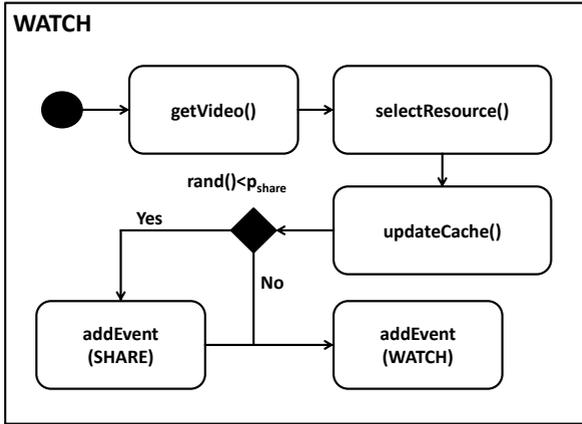 WATCH
getVideo()
selectResource()
rand()<pshare
updateCache()
Yes
No
addEvent
(SHARE)
addEvent
(WATCH)